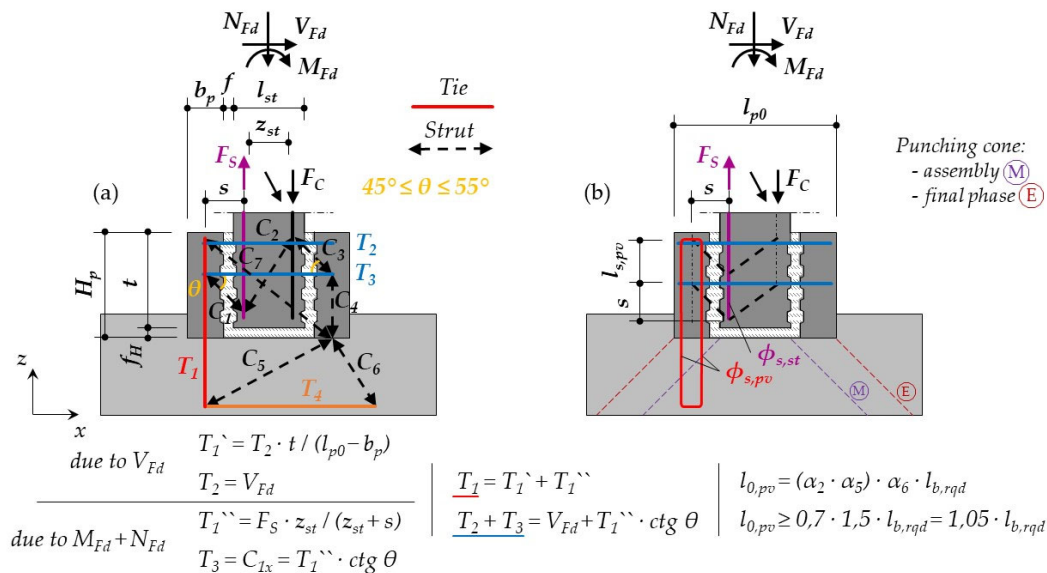 N_Fd
V_Fd
M_Fd
b_p f l_st
z_st
Tie
Strut
45° ≤ θ ≤ 55°
F_S
F_C
(a)
s
C_2
T_2
C_3
C_7
T_3
H_p
t
θ
C_1
C_4
f_H
T_1
C_5
C_6
T_4
z
x
N_Fd
V_Fd
M_Fd
l_p0
Punching cone:
- assembly M
- final phase E
F_S
F_C
(b)
s
l_s,pv
s
ϕ_s,st
ϕ_s,pv
M
E
due to V_Fd
T_1` = T_2 · t / (l_p0 – b_p)
T_2 = V_Fd
due to M_Fd + N_Fd
T_1`` = F_S · z_st / (z_st + s)
T_3 = C_1x = T_1`` · ctg θ
T_1 = T_1` + T_1``
T_2 + T_3 = V_Fd + T_1`` · ctg θ
l_0,pv = (α_2 · α_5) · α_6 · l_b,rqd
l_0,pv ≥ 0,7 · 1,5 · l_b,rqd = 1,05 · l_b,rqd